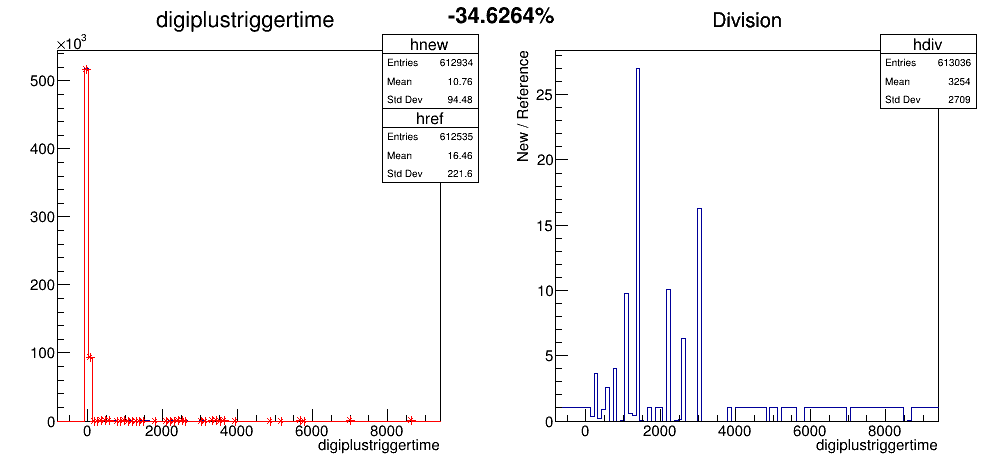 digiplustriggertime
-34.6264%
Division
×10³
hnew
Entries 612934
Mean 10.76
Std Dev 94.48
href
Entries 612535
Mean 16.46
Std Dev 221.6
500
400
300
200
100
0
0 2000 4000 6000 8000
digiplustriggertime
hdiv
Entries 613036
Mean 3254
Std Dev 2709
New / Reference
25
20
15
10
5
0
0 2000 4000 6000 8000
digiplustriggertime